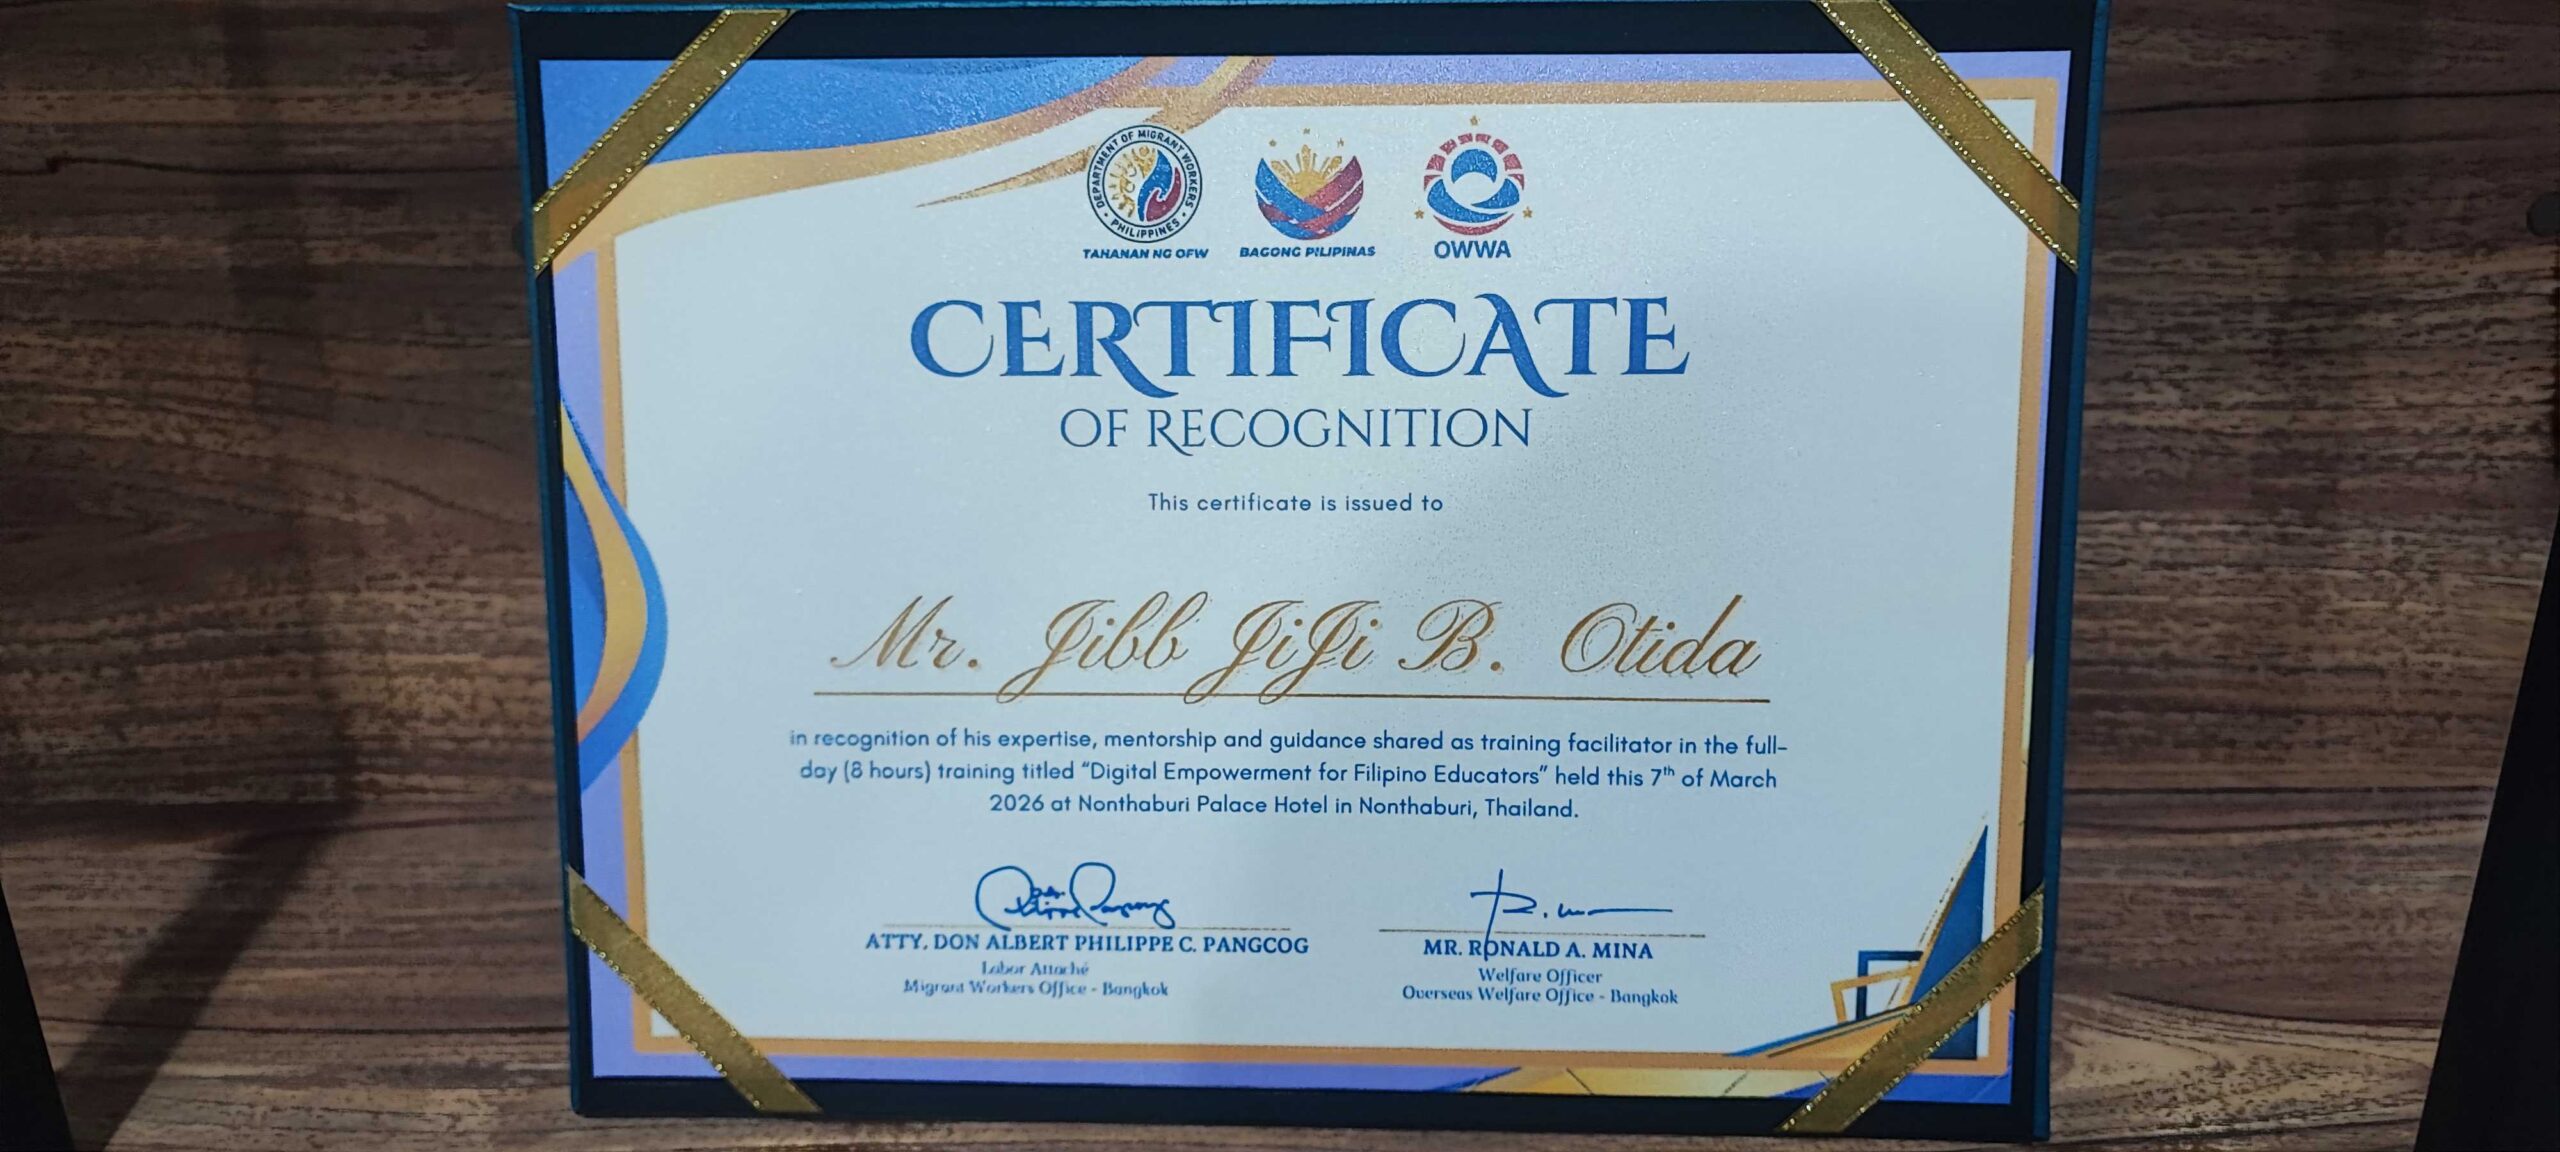 DEPARTMENT OF MIGRANT WORKERS
PHILIPPINES
TAHANAN NG OFW
BAGONG PILIPINAS
OWWA
CERTIFICATE
OF RECOGNITION
This certificate is issued to
Mr. Jibb JiJi B. Otida
in recognition of his expertise, mentorship and guidance shared as training facilitator in the full-
day (8 hours) training titled “Digital Empowerment for Filipino Educators” held this 7th of March
2026 at Nonthaburi Palace Hotel in Nonthaburi, Thailand.
ATTY. DON ALBERT PHILIPPE C. PANGCOG
Labor Attaché
Migrant Workers Office - Bangkok
MR. RONALD A. MINA
Welfare Officer
Overseas Welfare Office - Bangkok